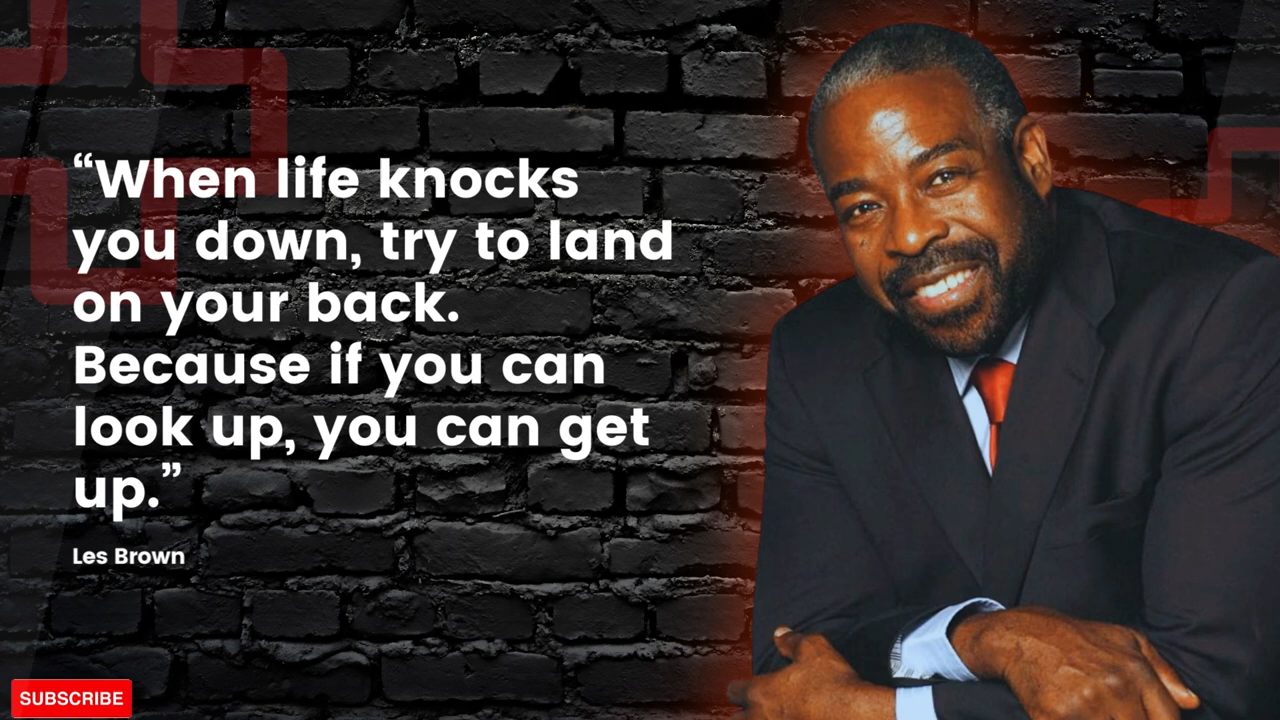 “When life knocks
you down, try to land
on your back.
Because if you can
look up, you can get
up.”
Les Brown
SUBSCRIBE